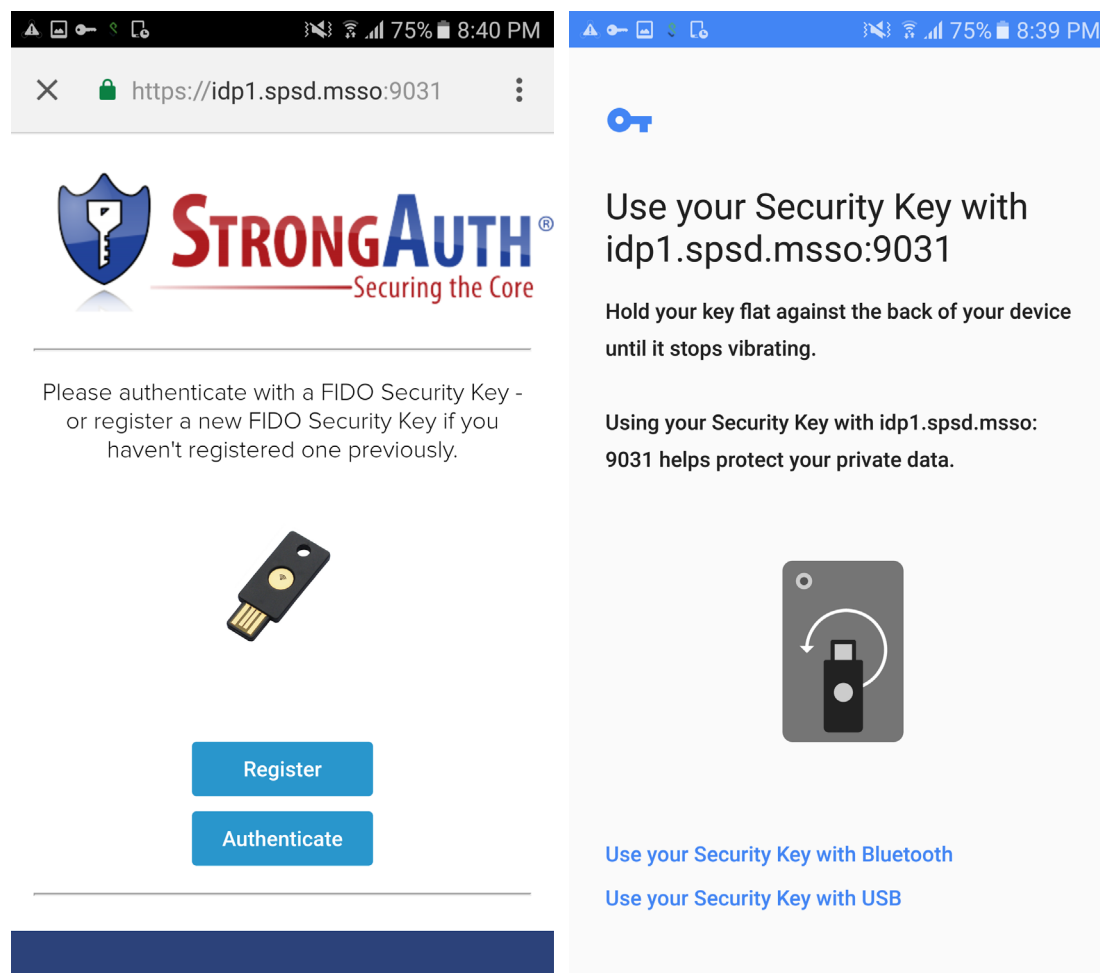 75% 8:40 PM
https://idp1.spsd.msso:9031
STRONGAUTH®
Securing the Core
Please authenticate with a FIDO Security Key -
or register a new FIDO Security Key if you
haven't registered one previously.
Register
Authenticate
75% 8:39 PM
Use your Security Key with
idp1.spsd.msso:9031
Hold your key flat against the back of your device
until it stops vibrating.
Using your Security Key with idp1.spsd.msso:
9031 helps protect your private data.
Use your Security Key with Bluetooth
Use your Security Key with USB